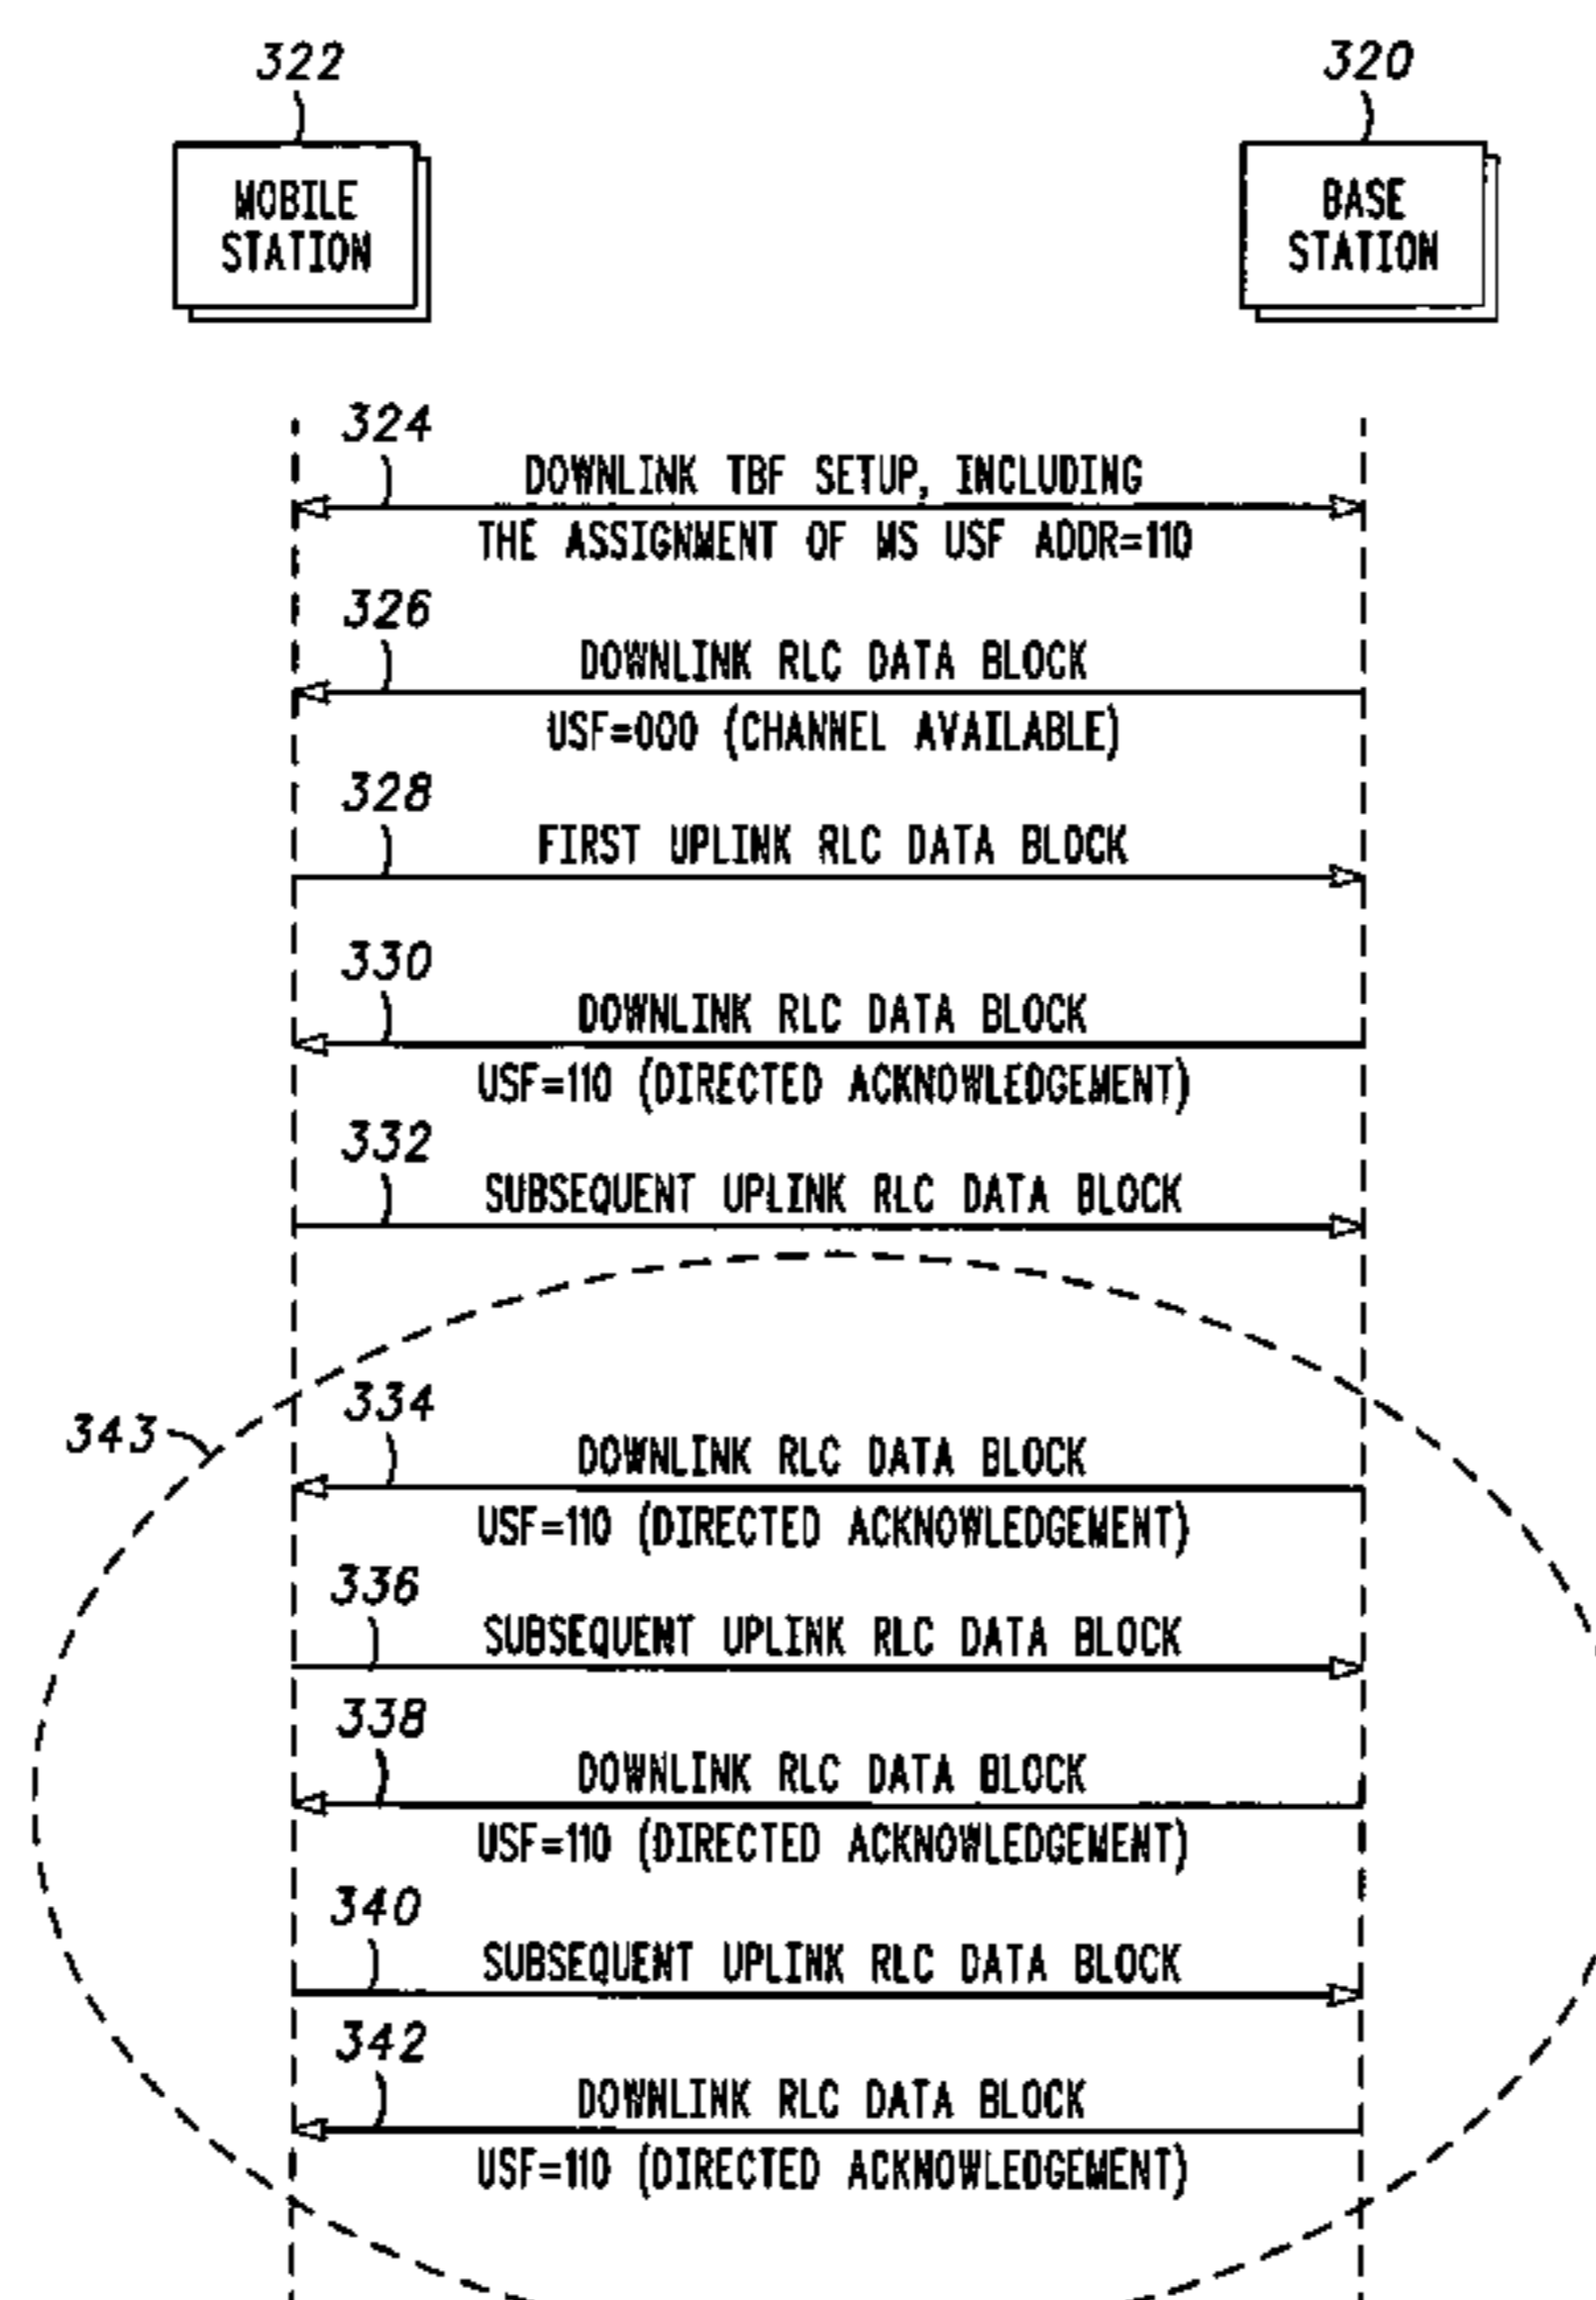 322
320
MOBILE
STATION
BASE
STATION
324
DOWNLINK TBF SETUP, INCLUDING
THE ASSIGNMENT OF MS USF ADDR=110
326
DOWNLINK RLC DATA BLOCK
USF=000 (CHANNEL AVAILABLE)
328
FIRST UPLINK RLC DATA BLOCK
330
DOWNLINK RLC DATA BLOCK
USF=110 (DIRECTED ACKNOWLEDGEMENT)
332
SUBSEQUENT UPLINK RLC DATA BLOCK
343
334
DOWNLINK RLC DATA BLOCK
USF=110 (DIRECTED ACKNOWLEDGEMENT)
336
SUBSEQUENT UPLINK RLC DATA BLOCK
338
DOWNLINK RLC DATA BLOCK
USF=110 (DIRECTED ACKNOWLEDGEMENT)
340
SUBSEQUENT UPLINK RLC DATA BLOCK
342
DOWNLINK RLC DATA BLOCK
USF=110 (DIRECTED ACKNOWLEDGEMENT)